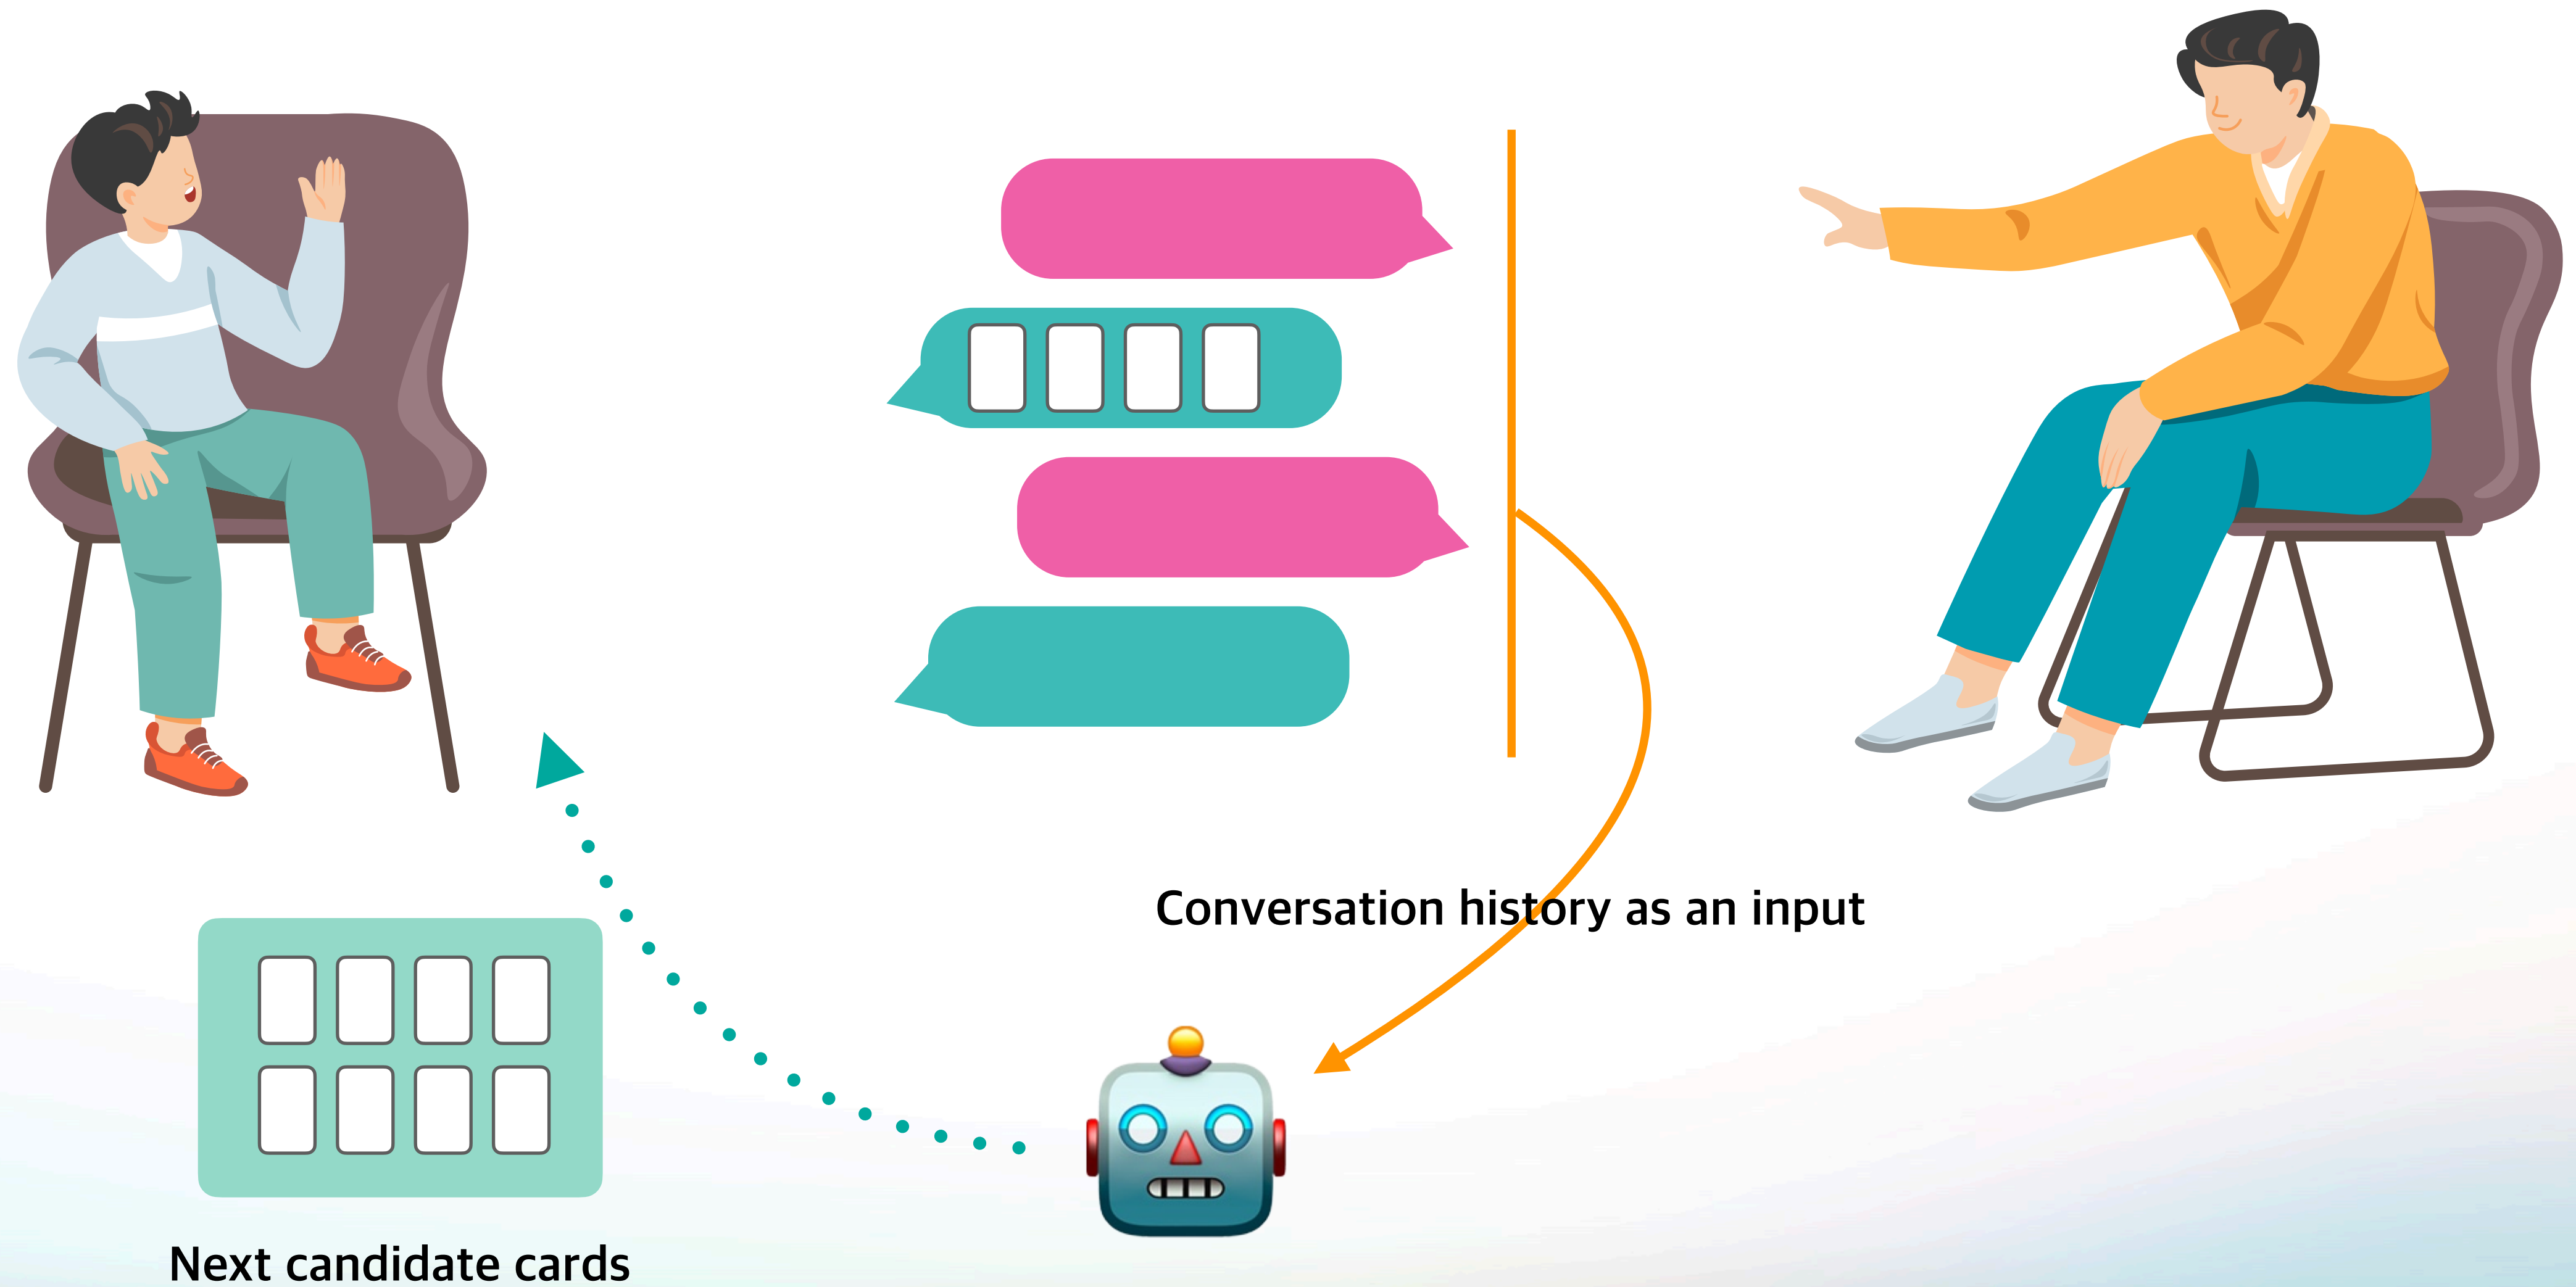 Conversation history as an input
Next candidate cards